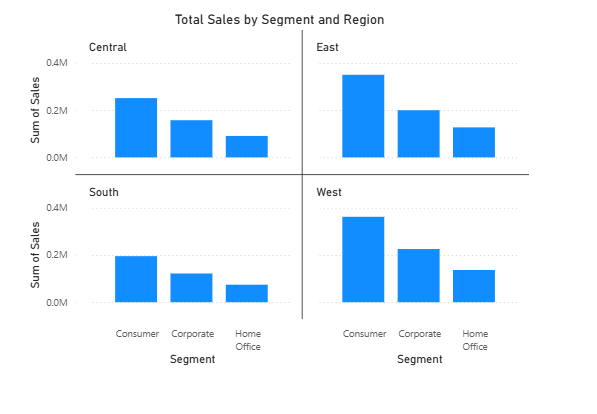 Total Sales by Segment and Region
Central
East
0.4M
0.2M
0.0M
Sum of Sales
South
West
0.4M
0.2M
0.0M
Sum of Sales
Consumer Corporate Home
Office
Consumer Corporate Home
Office
Segment
Segment